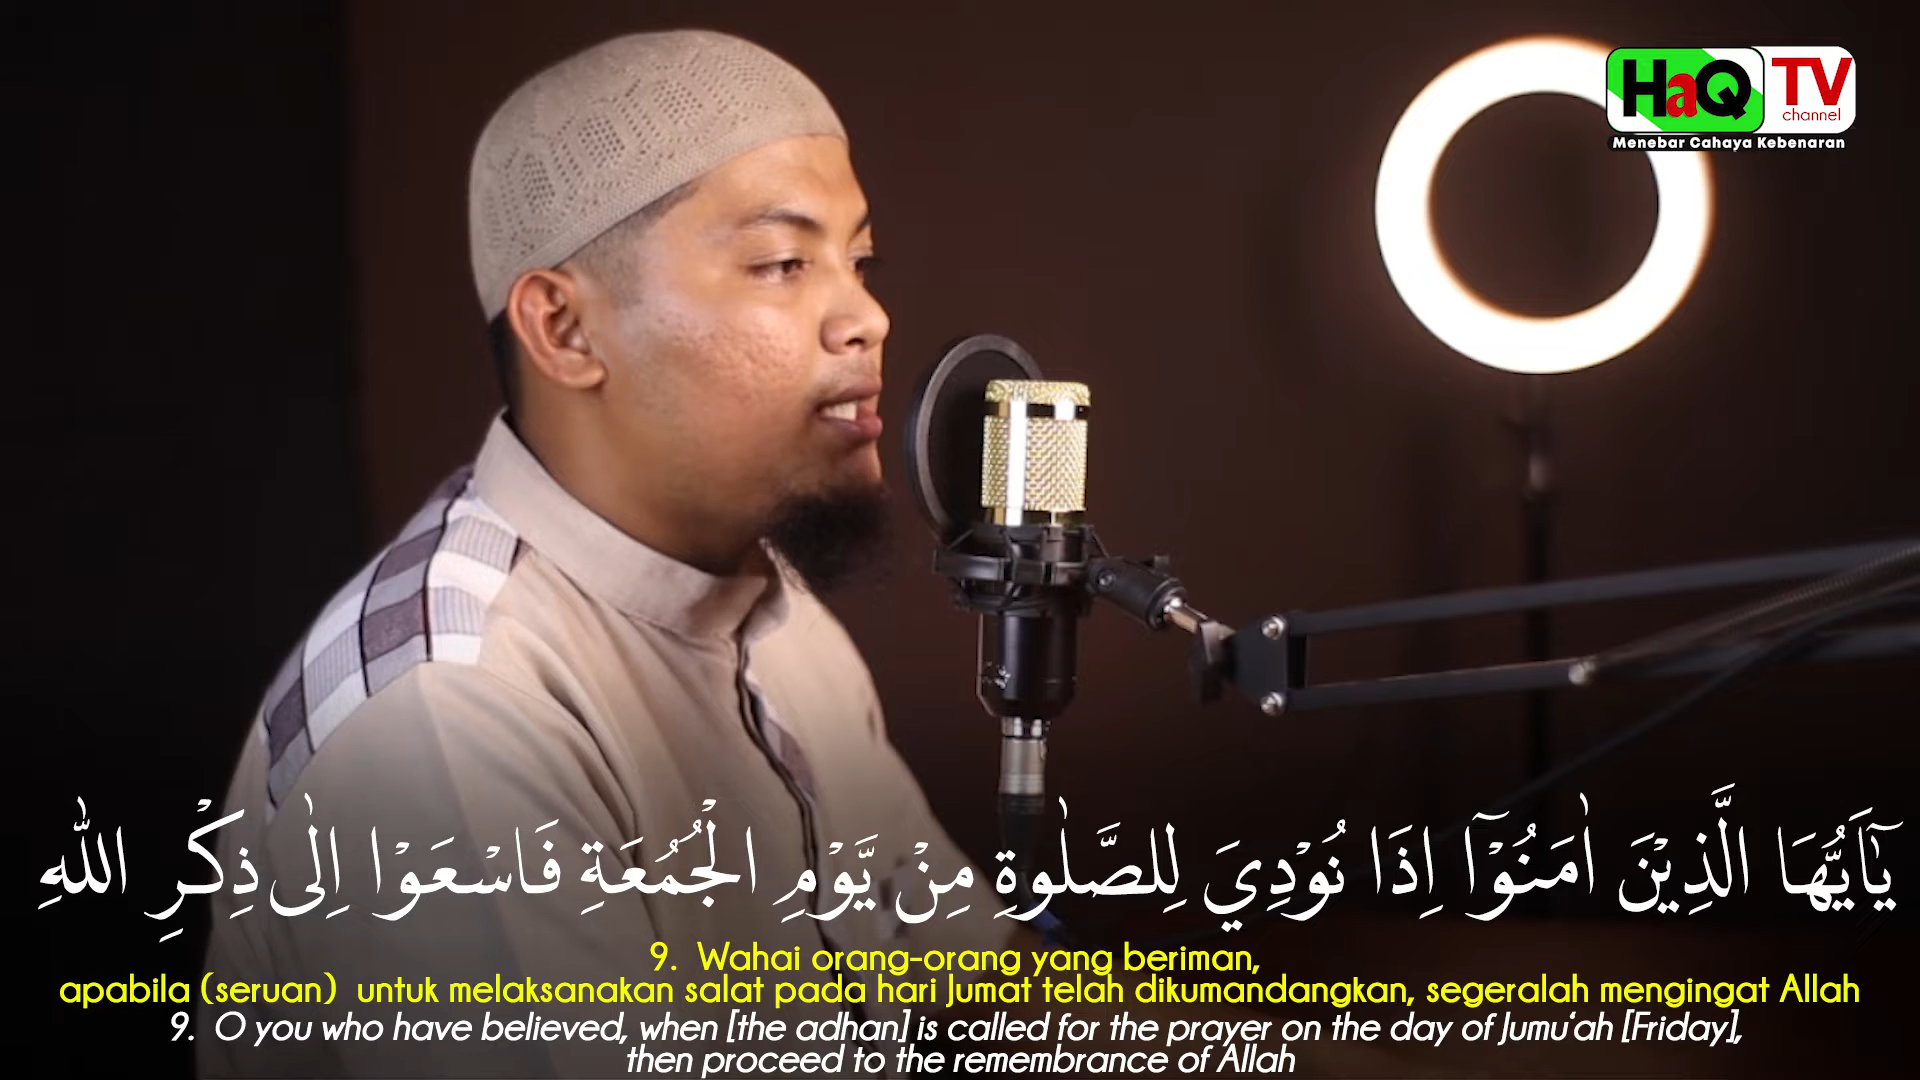 HaQ TV
channel
Menebar Cahaya Kebenaran
يٰٓاَيُّهَا الَّذِيْنَ اٰمَنُوْٓا اِذَا نُوْدِيَ لِلصَّلٰوةِ مِنْ يَّوْمِ الْجُمُعَةِ فَاسْعَوْا اِلٰى ذِكْرِ اللّٰهِ
9. Wahai orang-orang yang beriman,
apabila (seruan) untuk melaksanakan salat pada hari Jumat telah dikumandangkan, segeralah mengingat Allah
9. O you who have believed, when [the adhan] is called for the prayer on the day of Jumu‘ah [Friday],
then proceed to the remembrance of Allah